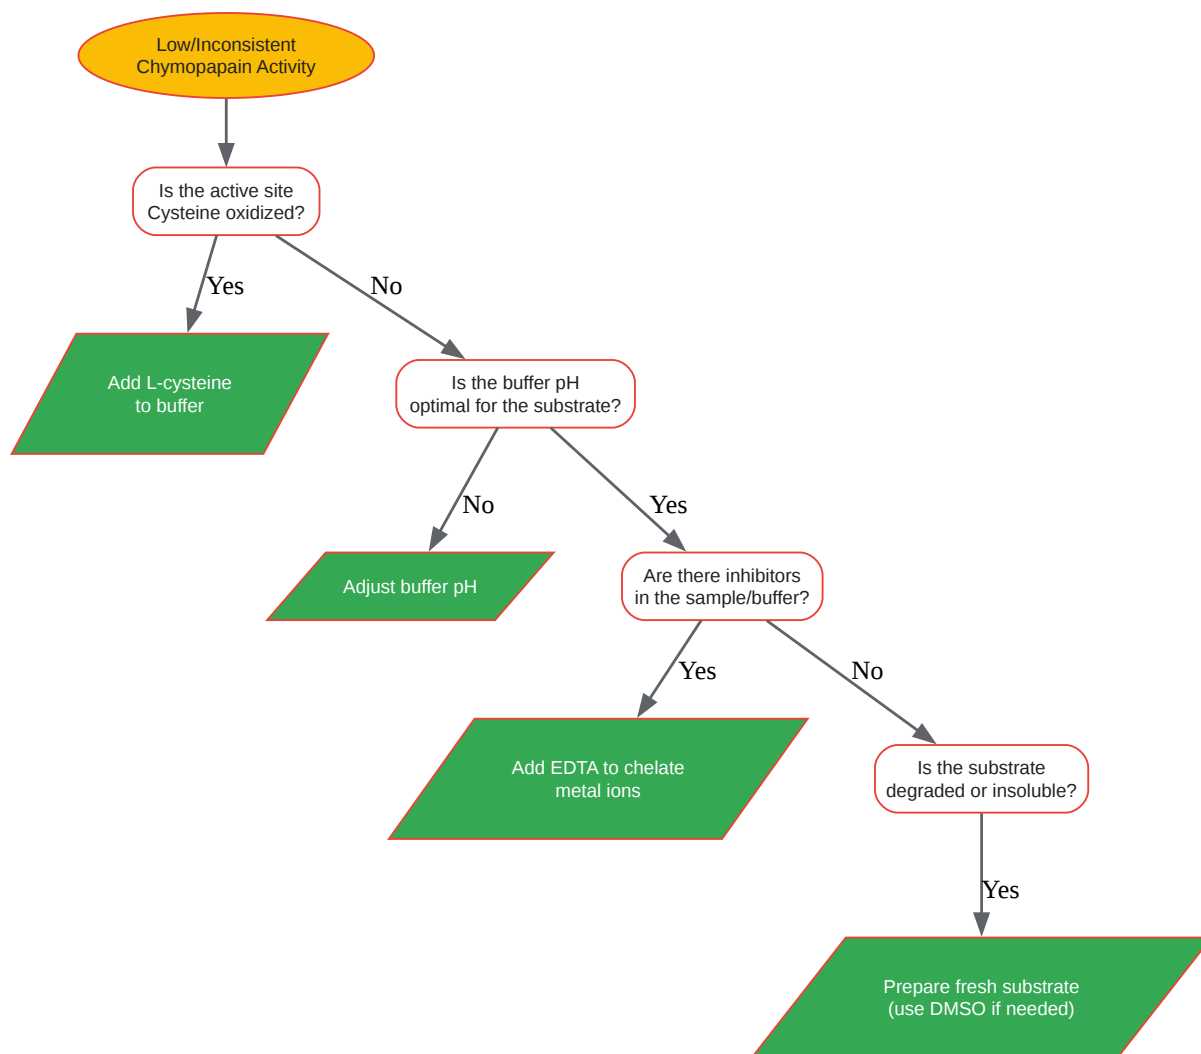 Low/Inconsistent
Chymopapain Activity
Is the active site
Cysteine oxidized?
Yes
No
Add L-cysteine
to buffer
Is the buffer pH
optimal for the substrate?
No
Yes
Adjust buffer pH
Are there inhibitors
in the sample/buffer?
Yes
No
Add EDTA to chelate
metal ions
Is the substrate
degraded or insoluble?
Yes
Prepare fresh substrate
(use DMSO if needed)